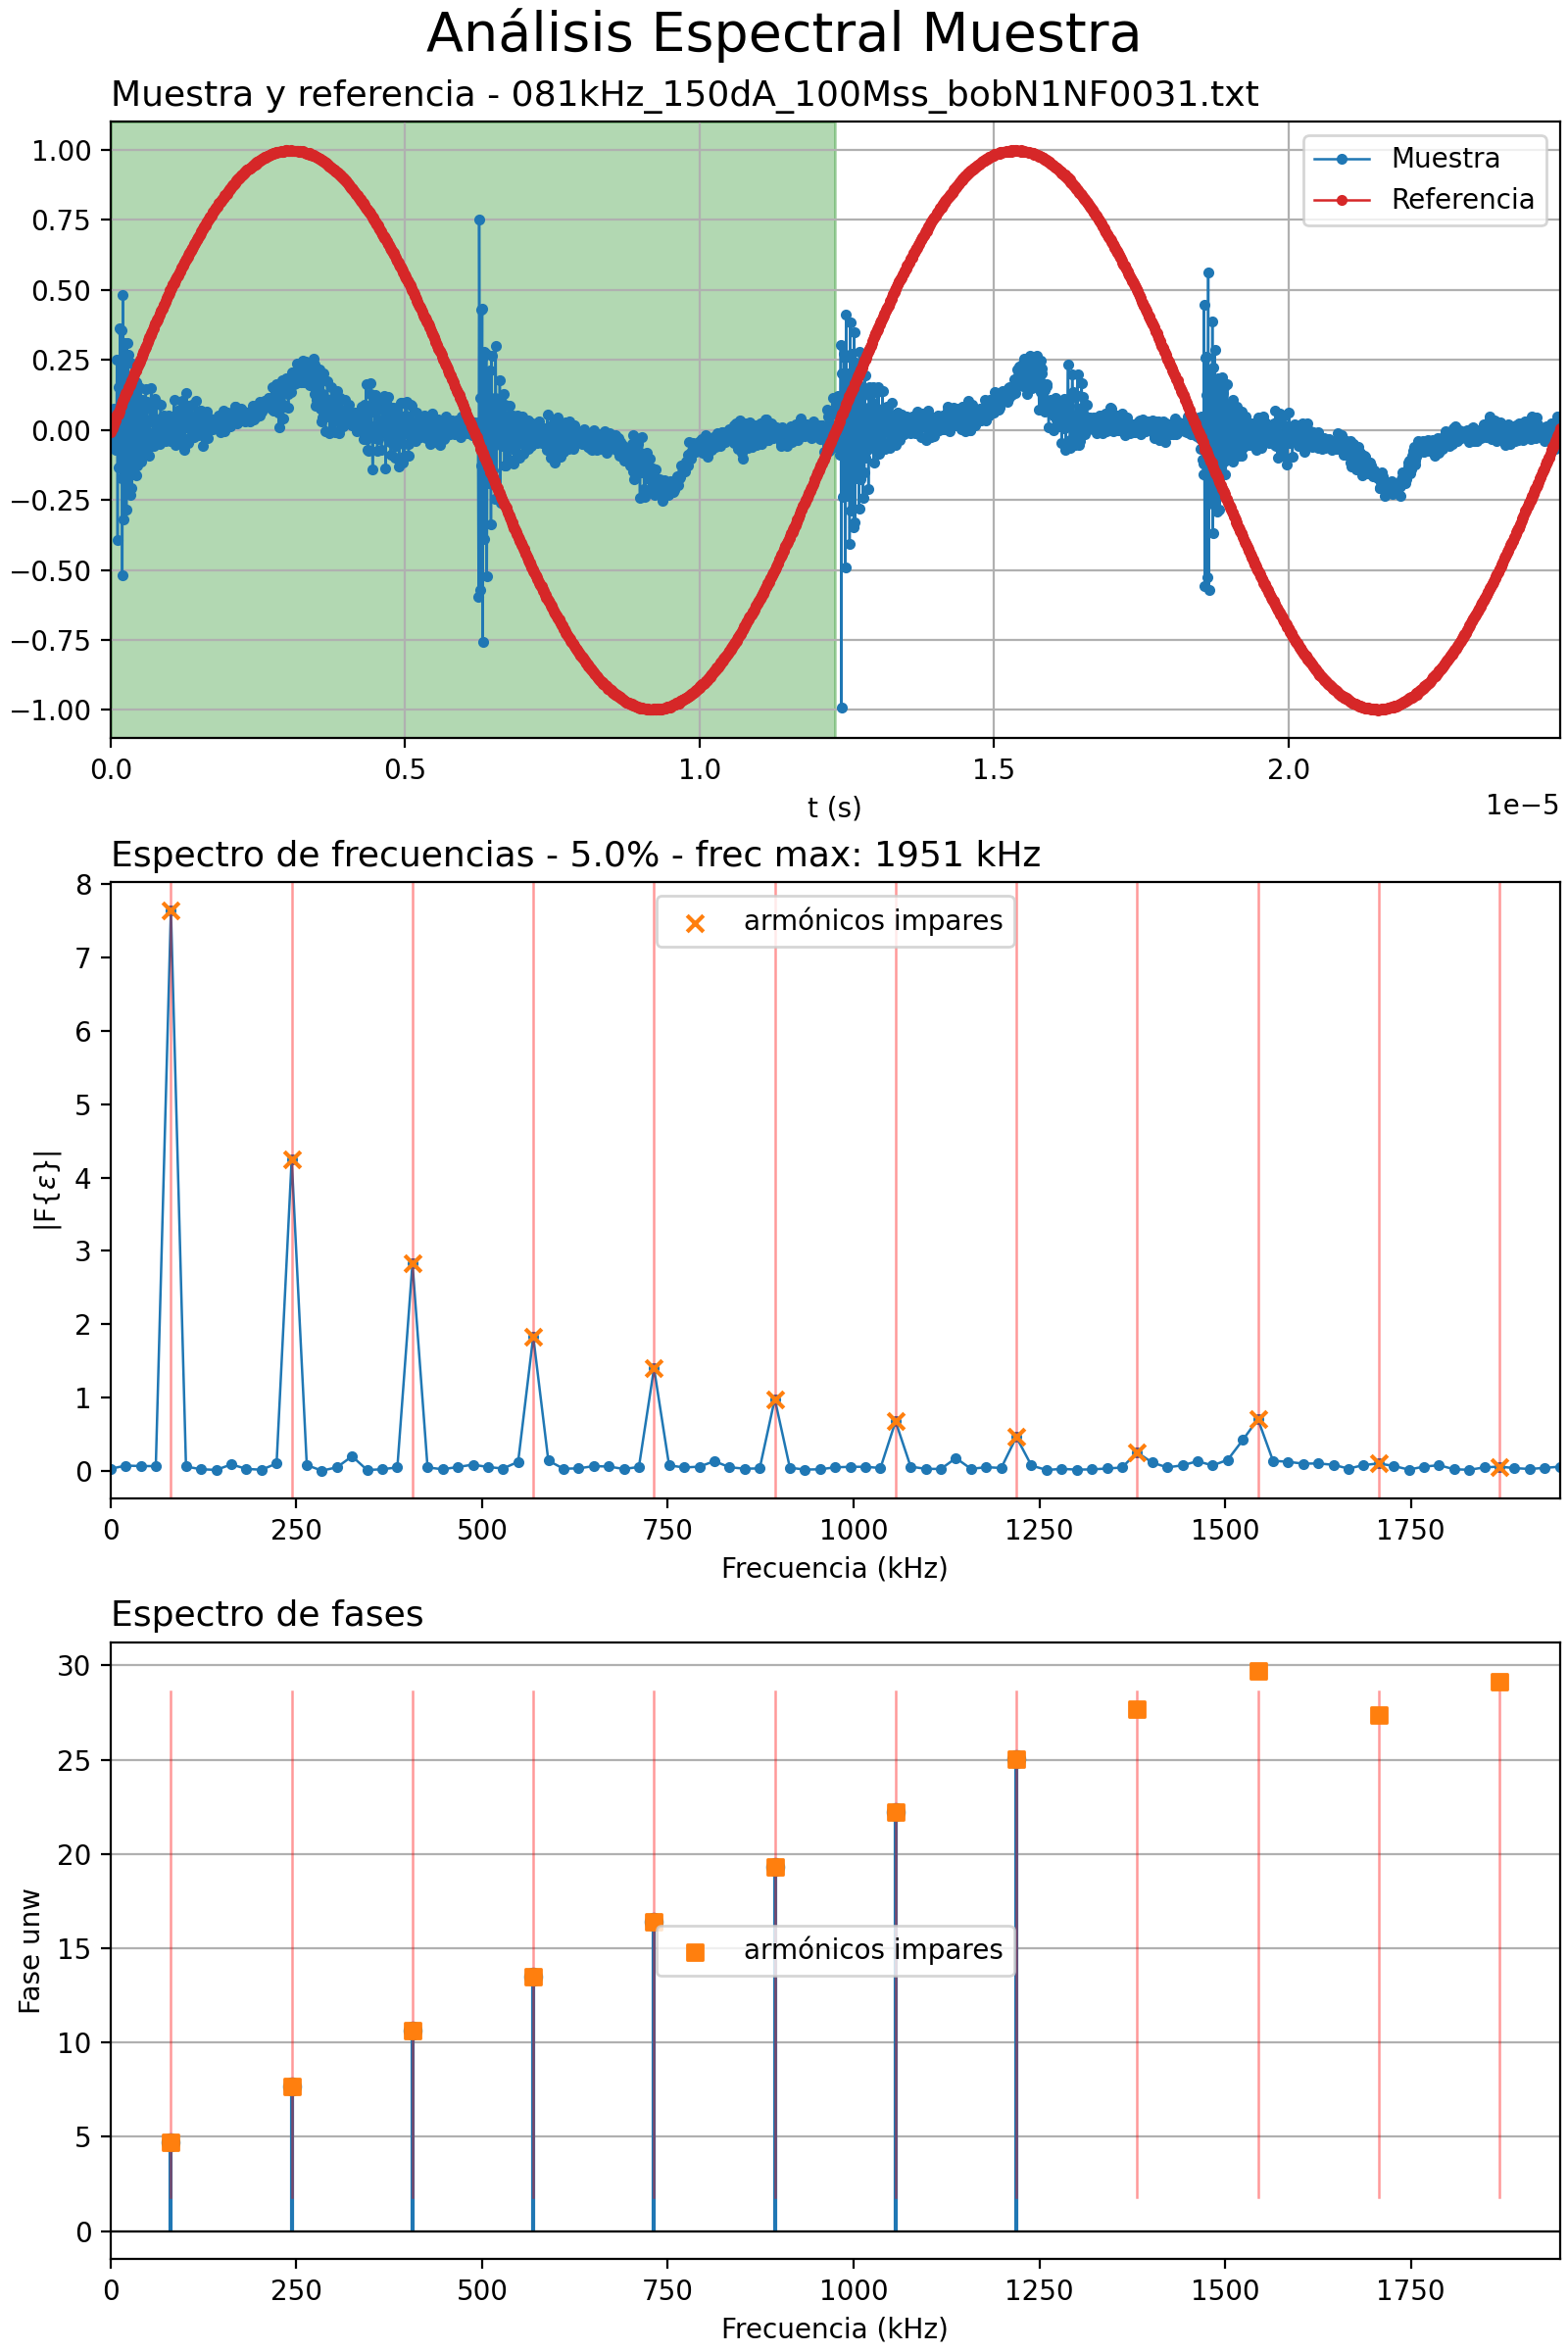 Análisis Espectral Muestra
Muestra y referencia - 081kHz_150dA_100Mss_bobN1NF0031.txt
1.00
0.75
0.50
0.25
0.00
−0.25
−0.50
−0.75
−1.00
Muestra
Referencia
0.0 0.5 1.0 1.5 2.0
t (s)
1e−5
Espectro de frecuencias - 5.0% - frec max: 1951 kHz
8
7
6
5
4
3
2
1
0
|F{ε}|
armónicos impares
0 250 500 750 1000 1250 1500 1750
Frecuencia (kHz)
Espectro de fases
30
25
20
15
10
5
0
Fase unw
armónicos impares
0 250 500 750 1000 1250 1500 1750
Frecuencia (kHz)